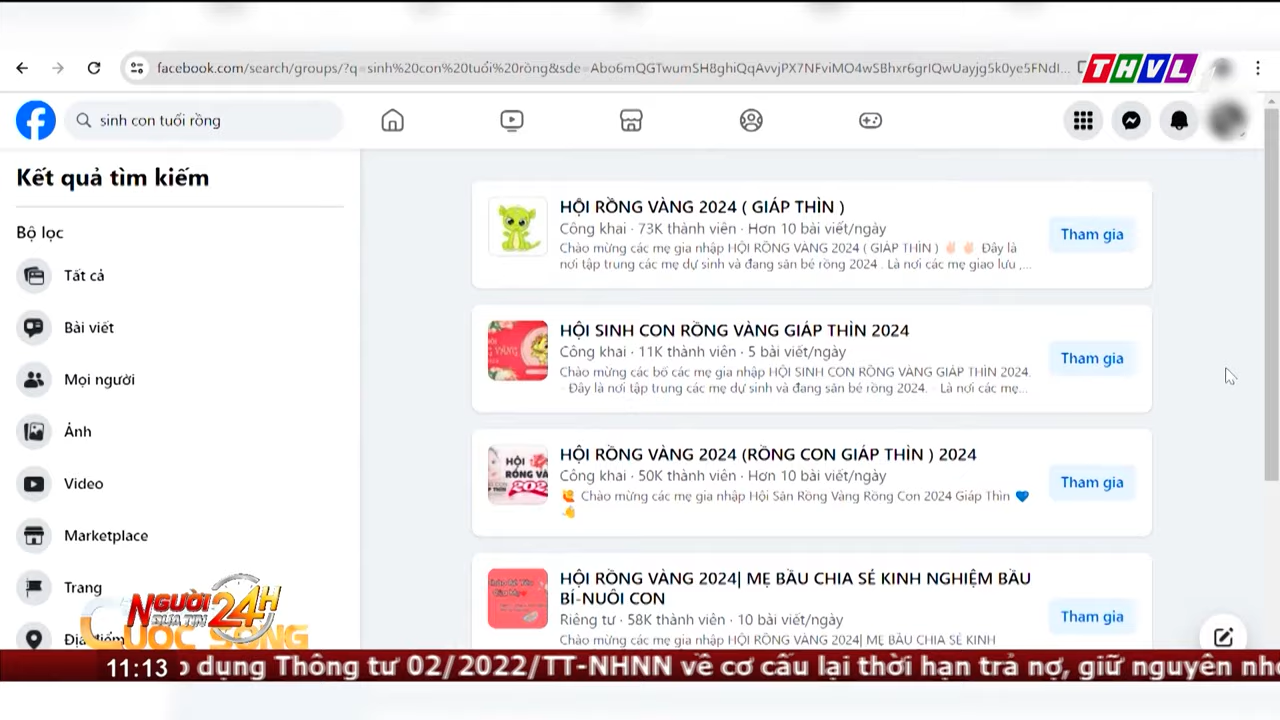 facebook.com/search/groups/?q=sinh%20con%20tuổi%20rồng&sde=Abo6mQGTwumSH8ghiQqAvvjPX7NFviMO4wSBhxr6grIQwUayjg5k0ye5FNdI...
THVL
sinh con tuổi rồng
Kết quả tìm kiếm
Bộ lọc
Tất cả
Bài viết
Mọi người
Ảnh
Video
Marketplace
Trang
Địa điểm
HỘI RỒNG VÀNG 2024 ( GIÁP THÌN )
Công khai · 73K thành viên · Hơn 10 bài viết/ngày
Chào mừng các mẹ gia nhập HỘI RỒNG VÀNG 2024 ( GIÁP THÌN ) ✌🏻 ✌🏻 Đây là
nơi tập trung các mẹ dự sinh và đang săn bé rồng 2024 . Là nơi các mẹ giao lưu ,...
Tham gia
HỘI SINH CON RỒNG VÀNG GIÁP THÌN 2024
Công khai · 11K thành viên · 5 bài viết/ngày
Chào mừng các bố các mẹ gia nhập HỘI SINH CON RỒNG VÀNG GIÁP THÌN 2024.
- Đây là nơi tập trung các mẹ dự sinh và đang săn bé rồng 2024. - Là nơi các mẹ...
Tham gia
HỘI
RỒNG VÀ
202
HỘI RỒNG VÀNG 2024 (RỒNG CON GIÁP THÌN ) 2024
Công khai · 50K thành viên · Hơn 10 bài viết/ngày
Chào mừng các mẹ gia nhập Hội Săn Rồng Vàng Rồng Con 2024 Giáp Thìn 💙
Tham gia
HỘI RỒNG VÀNG 2024| MẸ BẦU CHIA SẺ KINH NGHIỆM BẦU
BÍ-NUÔI CON
Riêng tư · 58K thành viên · 10 bài viết/ngày
Chào mừng các mẹ gia nhập HỘI RỒNG VÀNG 2024| MẸ BẦU CHIA SẺ KINH
Tham gia
NGƯỜI
ĐƯA TIN
24H
CUỘC SỐNG
11:13 p dụng Thông tư 02/2022/TT-NHNN về cơ cấu lại thời hạn trả nợ, giữ nguyên nhó